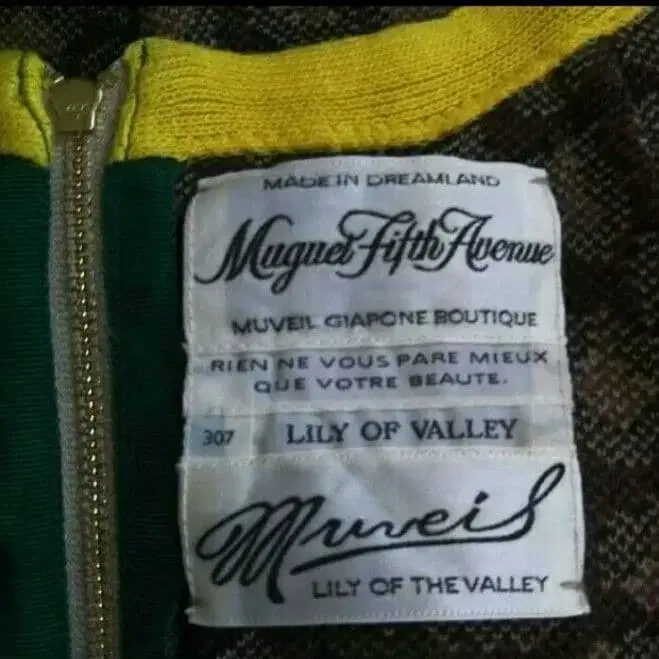 MADE IN DREAMLAND
Muguet Fifth Avenue
MUVEIL GIAPONE BOUTIQUE
RIEN NE VOUS PARE MIEUX
QUE VOTRE BEAUTE.
307 LILY OF VALLEY
Muveil
LILY OF THE VALLEY